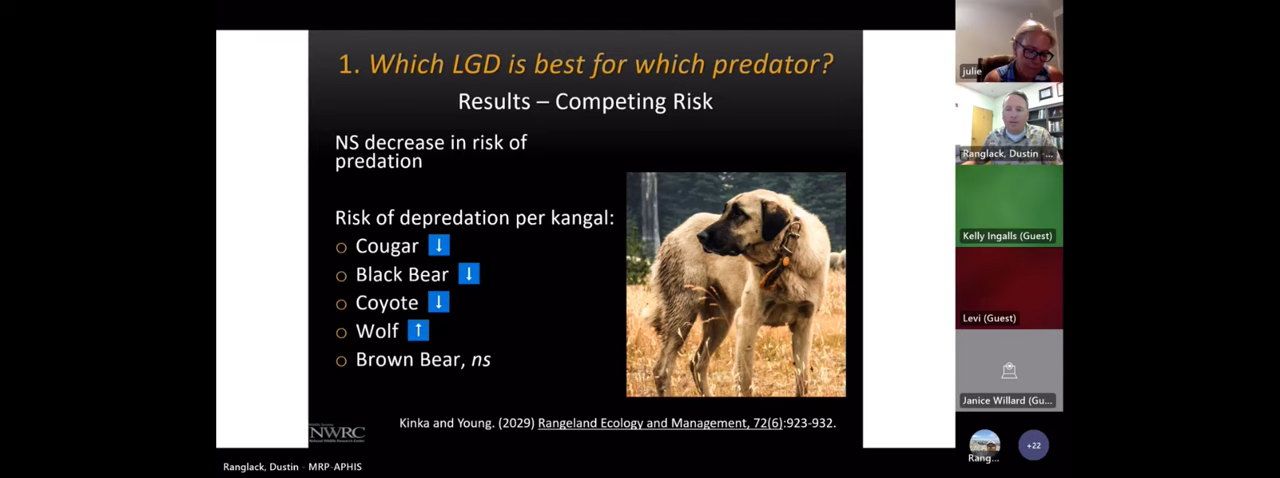 1. Which LGD is best for which predator?
Results – Competing Risk
NS decrease in risk of
predation
Risk of depredation per kangal:
Cougar ↓
Black Bear ↓
Coyote ↓
Wolf ↑
Brown Bear, ns
Kinka and Young. (2029) Rangeland Ecology and Management, 72(6):923-932.
NWRC
Ranglack, Dustin - MRP-APHIS
julie
Ranglack, Dustin - ...
Kelly Ingalls (Guest)
Levi (Guest)
Janice Willard (Gu...
Rang...
+22